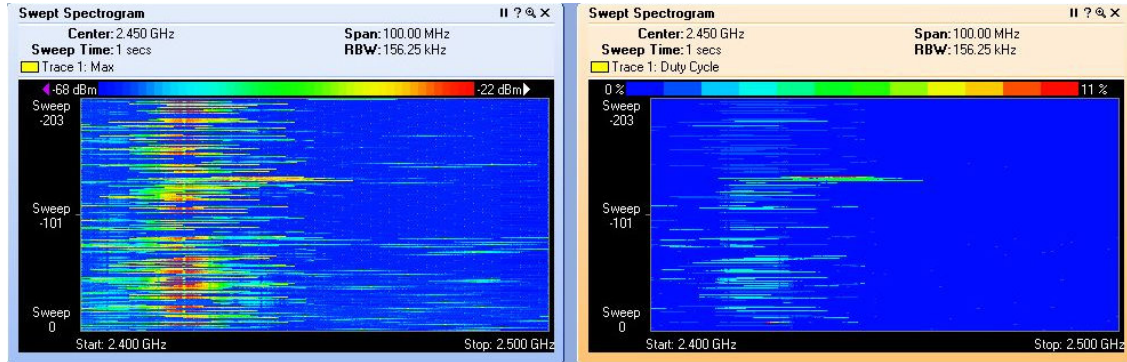 Swept Spectrogram
Center: 2.450 GHz Span: 100.00 MHz
Sweep Time: 1 secs RBW: 156.25 kHz
Trace 1: Max
-68 dBm -22 dBm
Sweep
-203
Sweep
-101
Sweep
0
Start: 2.400 GHz Stop: 2.500 GHz
Swept Spectrogram
Center: 2.450 GHz Span: 100.00 MHz
Sweep Time: 1 secs RBW: 156.25 kHz
Trace 1: Duty Cycle
0 % 11 %
Sweep
-203
Sweep
-101
Sweep
0
Start: 2.400 GHz Stop: 2.500 GHz